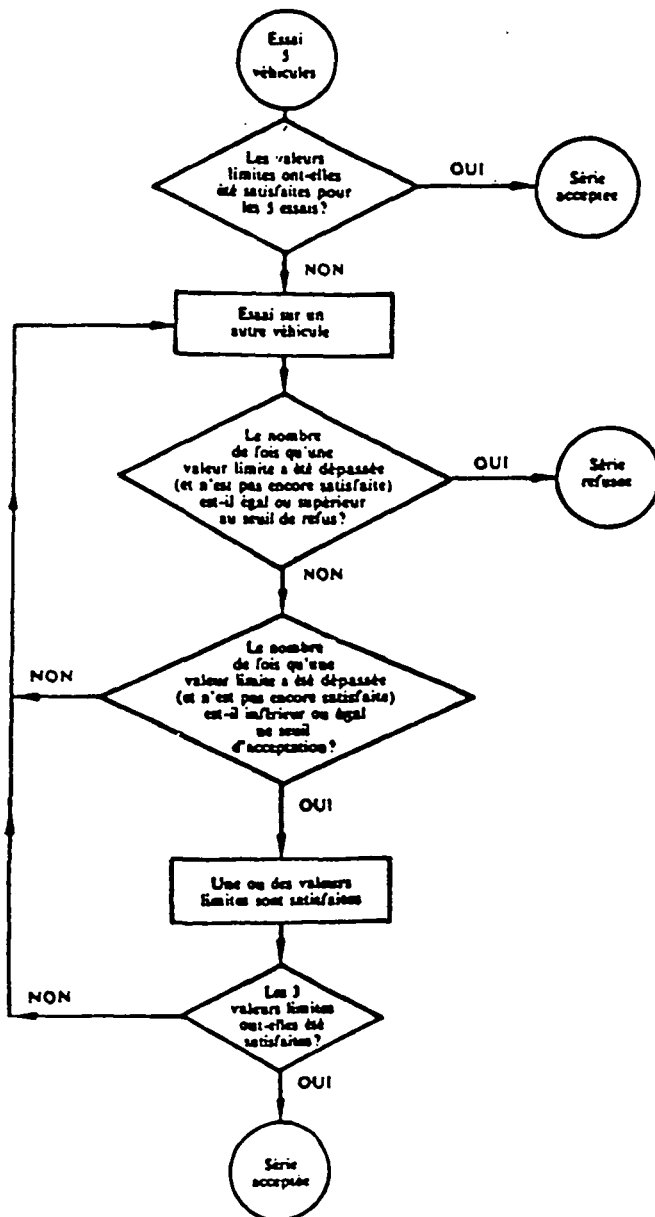 Essai
5
véhicules
Les valeurs
limites ont-elles
été satisfaites pour
les 5 essais?
OUI
Série
acceptée
NON
Essai sur un
autre véhicule
Le nombre
de fois qu'une
valeur limite a été dépassée
(et n'est pas encore satisfaite)
est-il égal ou supérieur
au seuil de refus?
OUI
Série
refusée
NON
Le nombre
de fois qu'une
valeur limite a été dépassée
(et n'est pas encore satisfaite)
est-il inférieur ou égal
au seuil
d'acceptation?
NON
OUI
Une ou des valeurs
limites sont satisfaites
Les 3
valeurs limites
ont-elles été
satisfaites?
NON
OUI
Série
acceptée